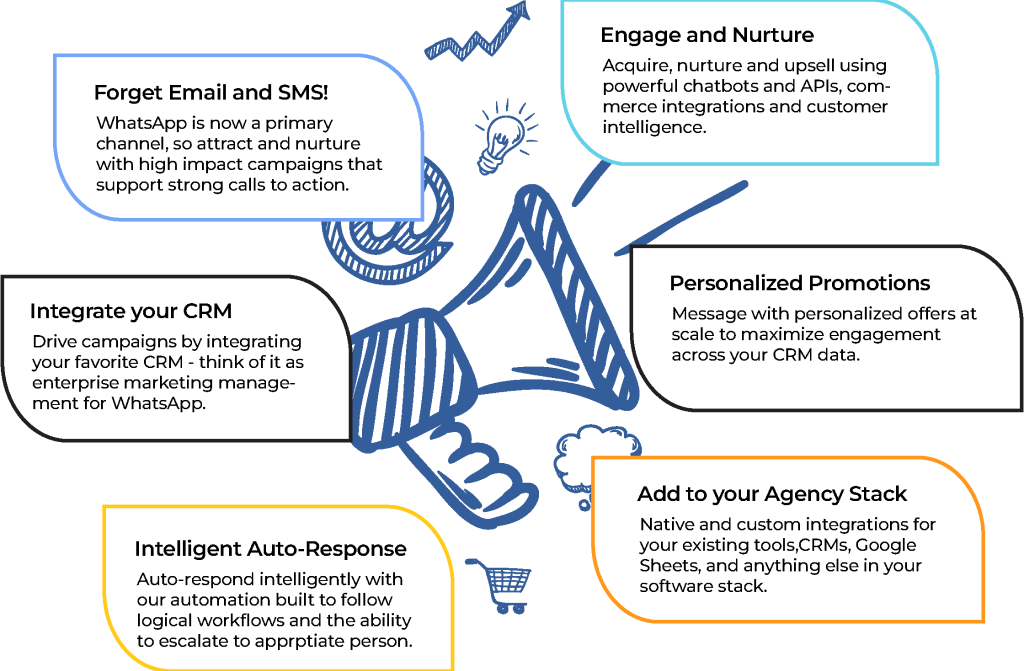 Forget Email and SMS!
WhatsApp is now a primary
channel, so attract and nurture
with high impact campaigns that
support strong calls to action.
Engage and Nurture
Acquire, nurture and upsell using
powerful chatbots and APIs, com-
merce integrations and customer
intelligence.
Integrate your CRM
Drive campaigns by integrating
your favorite CRM - think of it as
enterprise marketing manage-
ment for WhatsApp.
Personalized Promotions
Message with personalized offers at
scale to maximize engagement
across your CRM data.
Intelligent Auto-Response
Auto-respond intelligently with
our automation built to follow
logical workflows and the ability
to escalate to apprptiate person.
Add to your Agency Stack
Native and custom integrations for
your existing tools,CRMs, Google
Sheets, and anything else in your
software stack.